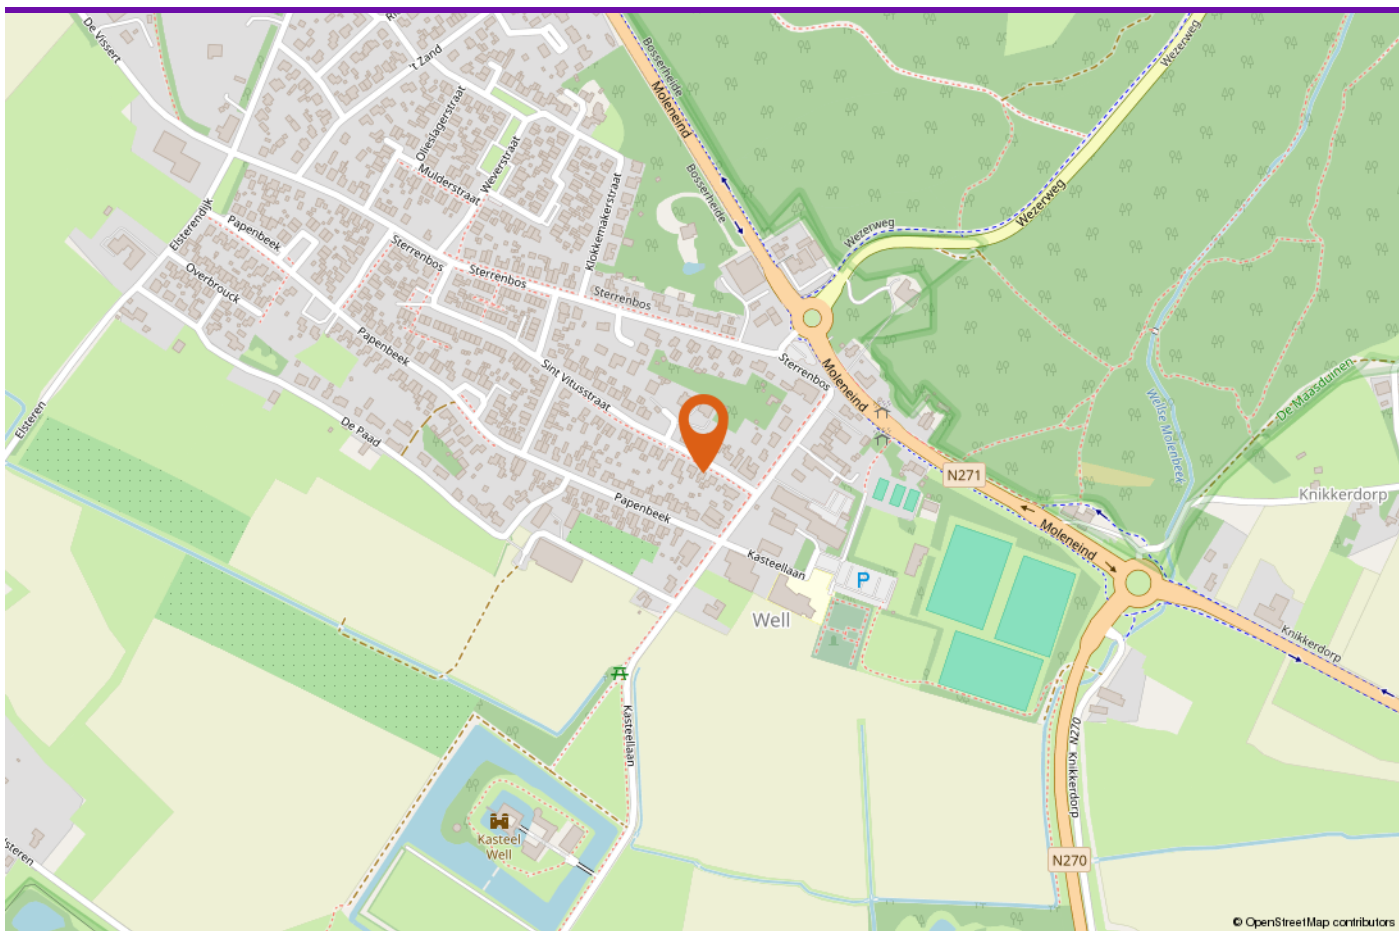 De Vissert
't Zand
Bosserheide
Moleneind
Wezerweg
Olieslagerstraat
Weverstraat
Mulderstraat
Bosserheide
Klokkemakerstraat
Wezerweg
Wezerweg
Elsterendijk
Papenbeek
Sterrenbos
Sterrenbos
Sterrenbos
Overbrouck
Papenbeek
Sint Vitusstraat
Sterrenbos
Moleneind
De Maasduinen
Wellse Molenbeek
Elsteren
De Paad
N271
Knikkerdorp
Papenbeek
Moleneind
Kasteellaan
P
Well
Knikkerdorp
Kasteellaan
N270 Knikkerdorp
Kasteel
Well
N270
© OpenStreetMap contributors